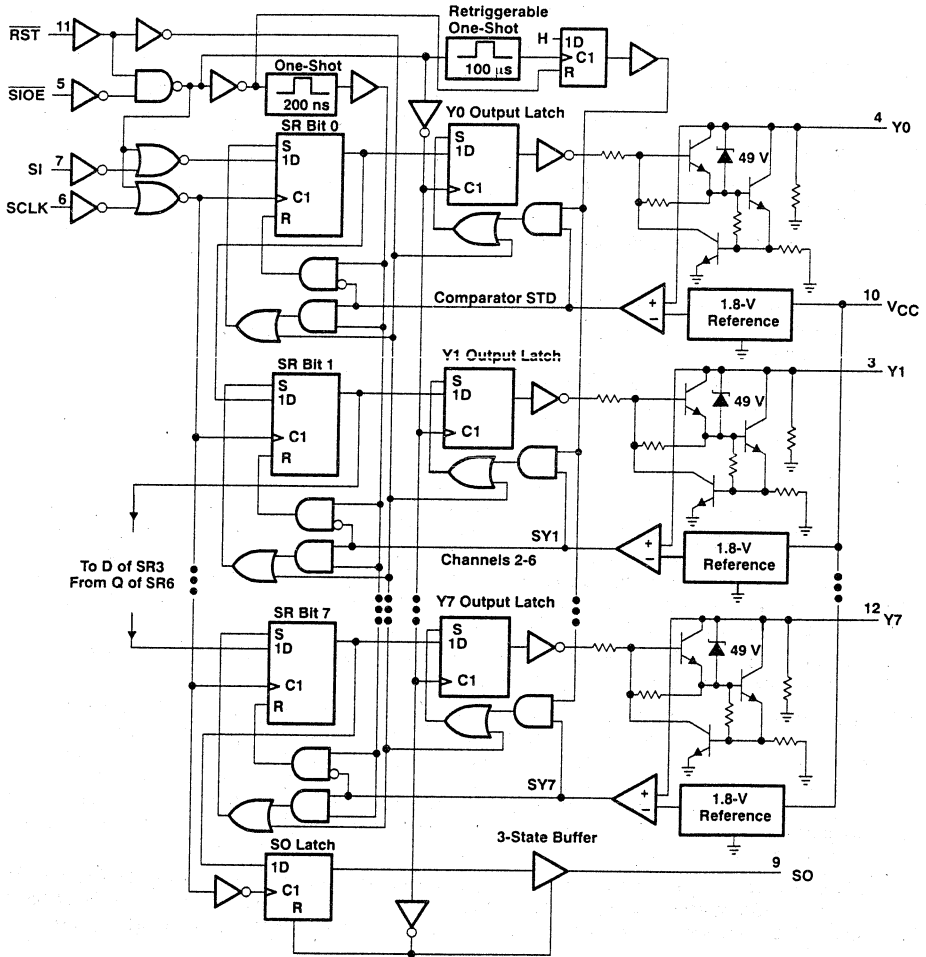 Retriggerable
One-Shot
RST 11
H
1D
C1
R
100 µs
SIOE 5
One-Shot
200 ns
SR Bit 0
Y0 Output Latch
4 Y0
S
1D
C1
R
S
1D
C1
49 V
SI 7
SCLK 6
Comparator STD
+
−
1.8-V
Reference
10
VCC
SR Bit 1
Y1 Output Latch
3 Y1
S
1D
C1
R
S
1D
C1
49 V
SY1
+
−
1.8-V
Reference
Channels 2-6
To D of SR3
From Q of SR6
SR Bit 7
Y7 Output Latch
12 Y7
S
1D
C1
R
S
1D
C1
49 V
SY7
+
−
1.8-V
Reference
SO Latch
1D
C1
R
3-State Buffer
9 SO